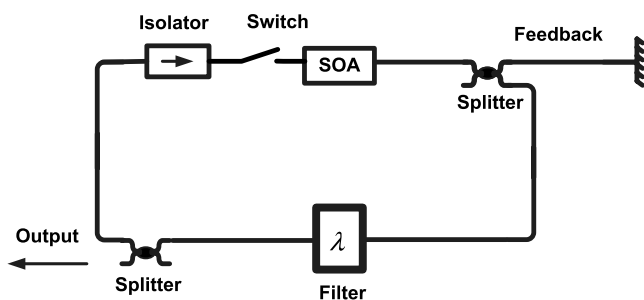 Isolator
Switch
SOA
Feedback
Splitter
Output
Splitter
λ
Filter